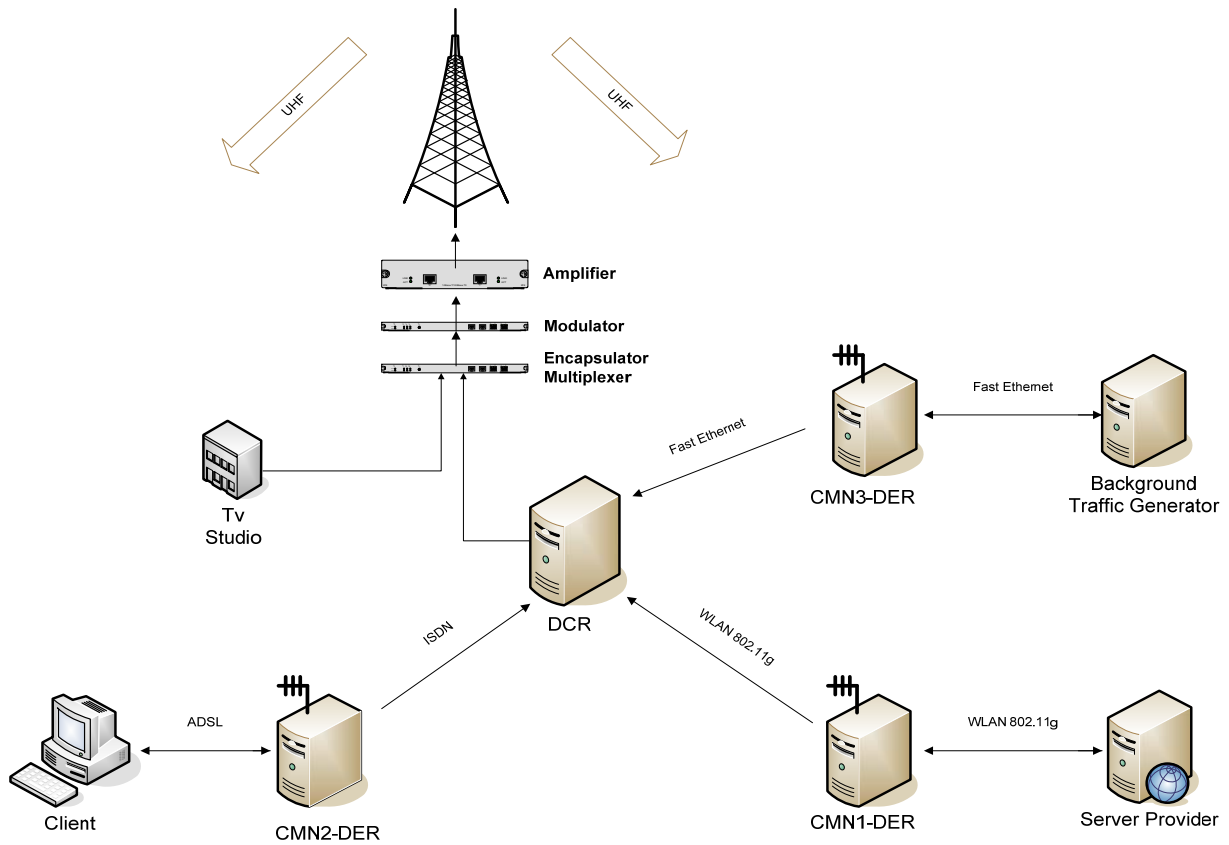 UHF
UHF
Amplifier
Modulator
Encapsulator
Multiplexer
Fast Ethernet
Fast Ethernet
CMN3-DER
Background
Traffic Generator
Tv
Studio
DCR
ISDN
WLAN 802.11g
ADSL
WLAN 802.11g
Client
CMN2-DER
CMN1-DER
Server Provider